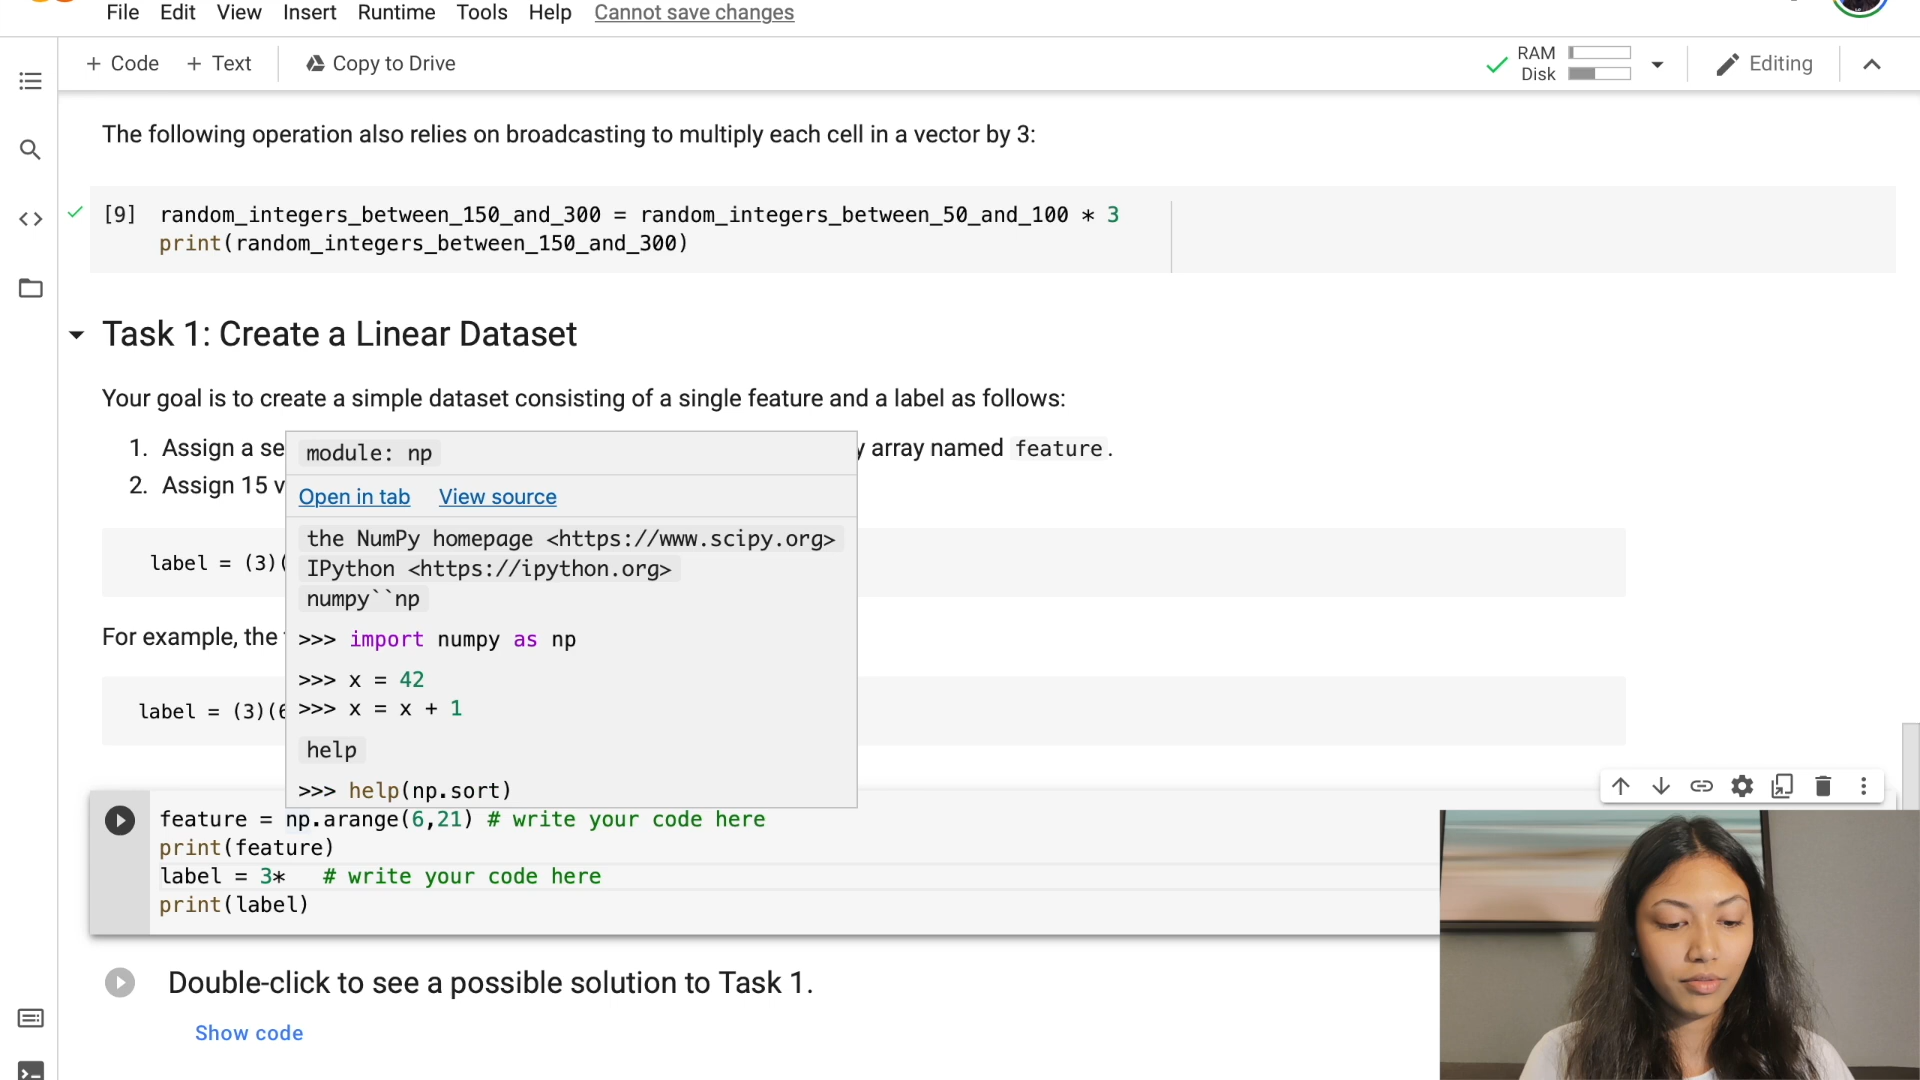 File Edit View Insert Runtime Tools Help Cannot save changes
+ Code + Text Copy to Drive
RAM
Disk
Editing
The following operation also relies on broadcasting to multiply each cell in a vector by 3:
[9] random_integers_between_150_and_300 = random_integers_between_50_and_100 * 3
print(random_integers_between_150_and_300)
Task 1: Create a Linear Dataset
Your goal is to create a simple dataset consisting of a single feature and a label as follows:
1. Assign a se
y array named feature.
2. Assign 15 v
module: np
Open in tab View source
the NumPy homepage <https://www.scipy.org>
IPython <https://ipython.org>
numpy``np
>>> import numpy as np
>>> x = 42
>>> x = x + 1
help
>>> help(np.sort)
label = (3)(
For example, the
label = (3)(6
feature = np.arange(6,21) # write your code here
print(feature)
label = 3* # write your code here
print(label)
Double-click to see a possible solution to Task 1.
Show code